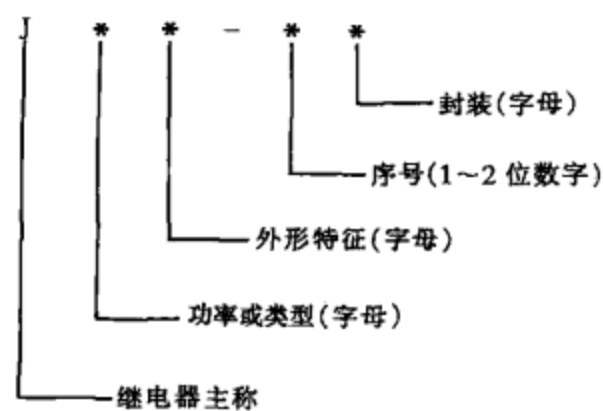 J * * - * *
封装(字母)
序号(1～2 位数字)
外形特征(字母)
功率或类型(字母)
继电器主称